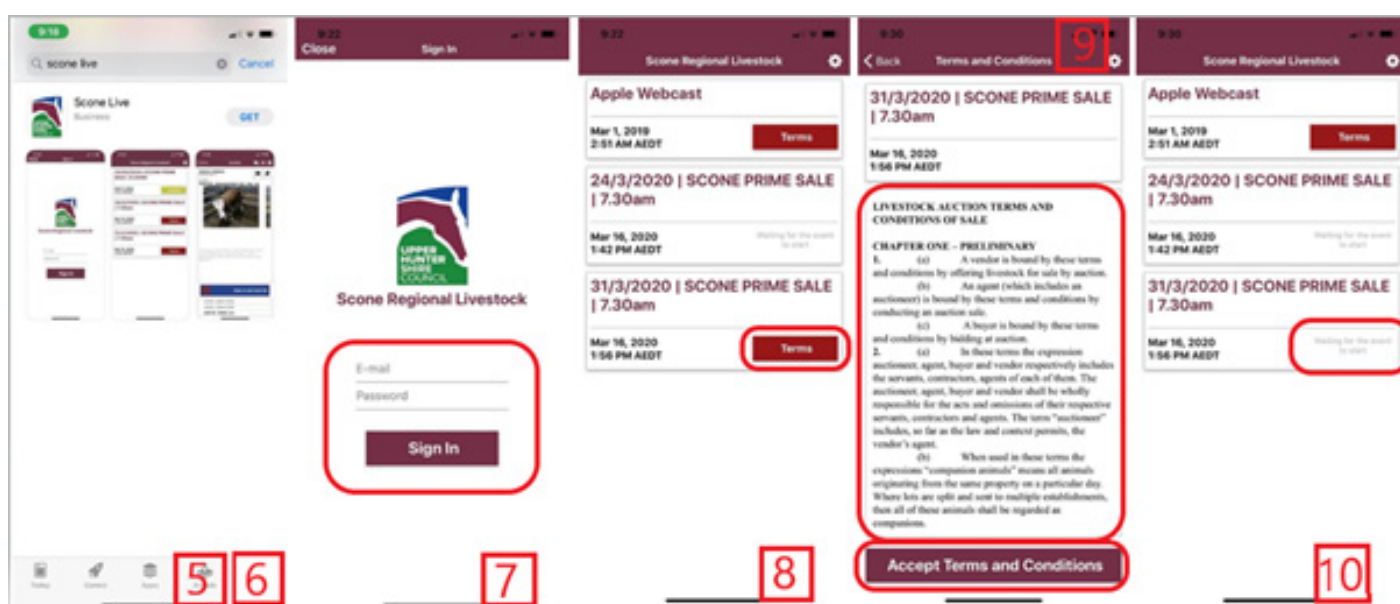 9:18
scone live
Cancel
Scone Live
Business
GET
Today
Games
Apps
5
6
9:22
Close
Sign In
UPPER
HUNTER
SHIRE
COUNCIL
Scone Regional Livestock
E-mail
Password
Sign In
7
9:22
Scone Regional Livestock
Apple Webcast
Mar 1, 2019
2:51 AM AEDT
Terms
24/3/2020 | SCONE PRIME SALE
| 7.30am
Mar 16, 2020
1:42 PM AEDT
Waiting for the event
to start
31/3/2020 | SCONE PRIME SALE
| 7.30am
Mar 16, 2020
1:56 PM AEDT
Terms
8
9:30
9
Back
Terms and Conditions
31/3/2020 | SCONE PRIME SALE
| 7.30am
Mar 16, 2020
1:56 PM AEDT
LIVESTOCK AUCTION TERMS AND
CONDITIONS OF SALE
CHAPTER ONE – PRELIMINARY
1. (a) A vendor is bound by these terms
and conditions by offering livestock for sale by auction.
(b) An agent (which includes an
auctioneer) is bound by these terms and conditions by
conducting an auction sale.
(c) A buyer is bound by these terms
and conditions by bidding at auction.
2. (a) In these terms the expression
auctioneer, agent, buyer and vendor respectively includes
the servants, contractors, agents of each of them. The
auctioneer, agent, buyer and vendor shall be wholly
responsible for the acts and omissions of their respective
servants, contractors and agents. The term "auctioneer"
includes, so far as the law and context permits, the
vendor's agent.
(b) When used in these terms the
expressions "companion animals" means all animals
originating from the same property on a particular day.
Where lots are split and sent to multiple establishments,
then all of these animals shall be regarded as
companions.
Accept Terms and Conditions
9:30
Scone Regional Livestock
Apple Webcast
Mar 1, 2019
2:51 AM AEDT
Terms
24/3/2020 | SCONE PRIME SALE
| 7.30am
Mar 16, 2020
1:42 PM AEDT
Waiting for the event
to start
31/3/2020 | SCONE PRIME SALE
| 7.30am
Mar 16, 2020
1:56 PM AEDT
Waiting for the event
to start
10